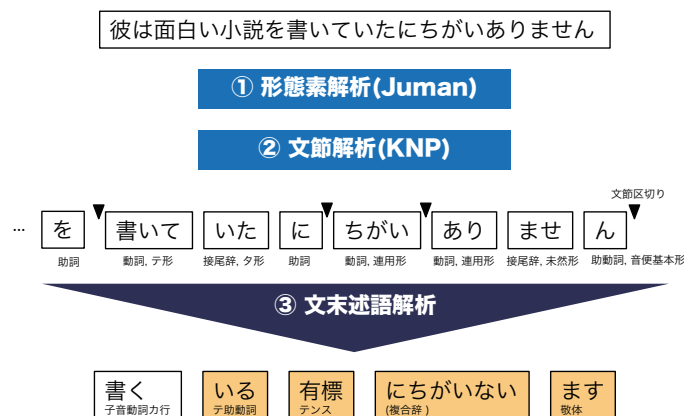 彼は面白い小説を書いていたにちがいありません
① 形態素解析(Juman)
② 文節解析(KNP)
文節区切り
… を 書いて いた に ちがい あり ませ ん
助詞 動詞, テ形 接尾辞, タ形 助詞 動詞, 連用形 動詞, 連用形 接尾辞, 未然形 助動詞, 音便基本形
③ 文末述語解析
書く いる 有標 にちがいない ます
子音動詞カ行 テ助動詞 テンス (複合辞) 敬体